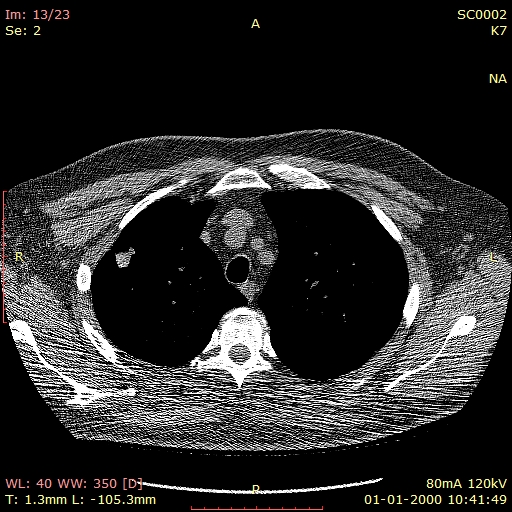 Im: 13/23
Se: 2
A
SC0002
K7
NA
R
L
WL: 40 WW: 350 [D]
T: 1.3mm L: -105.3mm
P
80mA 120kV
01-01-2000 10:41:49